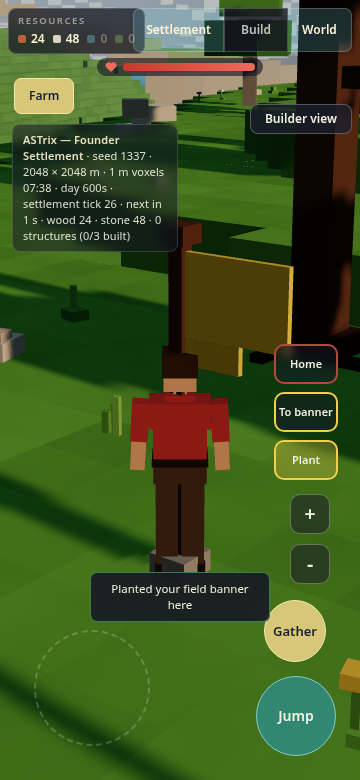 RESOURCES
24 48 0 0
Settlement Build World
Farm
Builder view
ASTrix — Founder
Settlement · seed 1337 ·
2048 × 2048 m · 1 m voxels
07:38 · day 600s ·
settlement tick 26 · next in
1 s · wood 24 · stone 48 · 0
structures (0/3 built)
Home
To banner
Plant
+
-
Planted your field banner
here
Gather
Jump